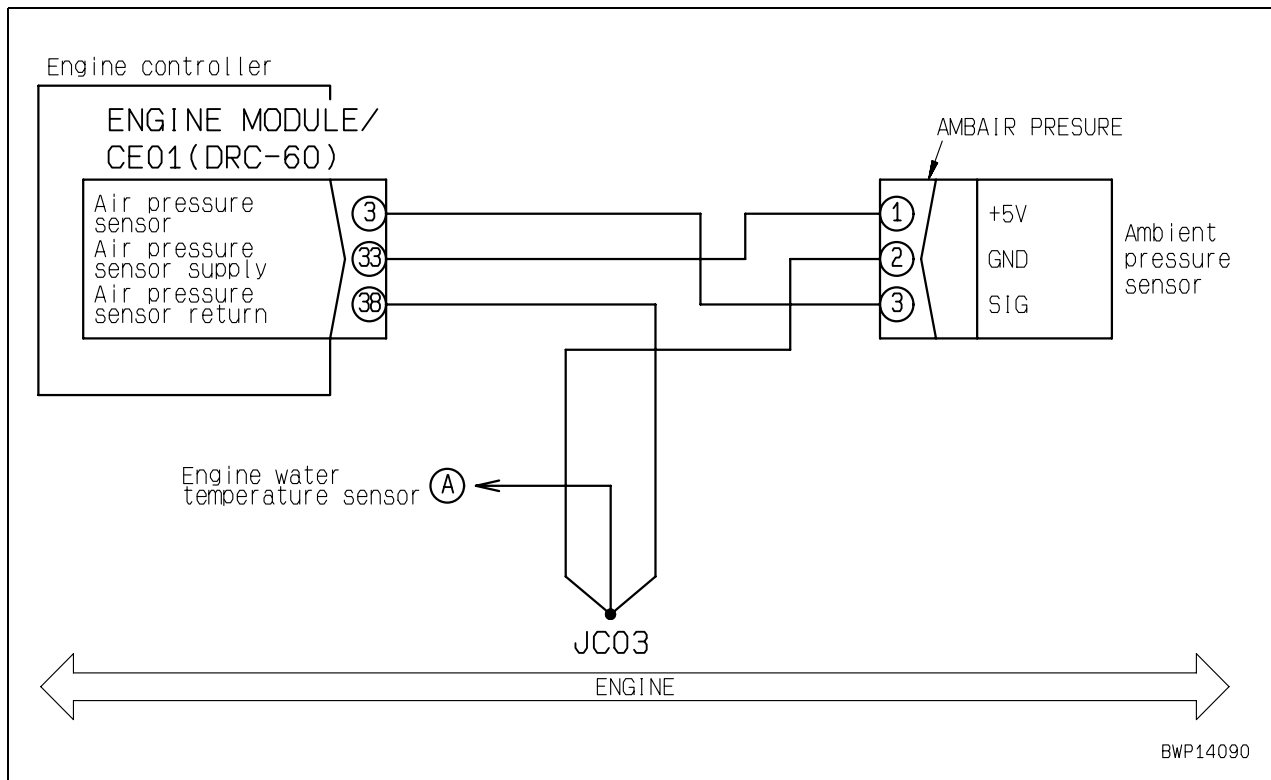 Engine controller
ENGINE MODULE/
CE01(DRC-60)
Air pressure
sensor
Air pressure
sensor supply
Air pressure
sensor return
3
33
38
AMBAIR PRESURE
1
2
3
+5V
GND
SIG
Ambient
pressure
sensor
Engine water
temperature sensor
A
JC03
ENGINE
BWP14090